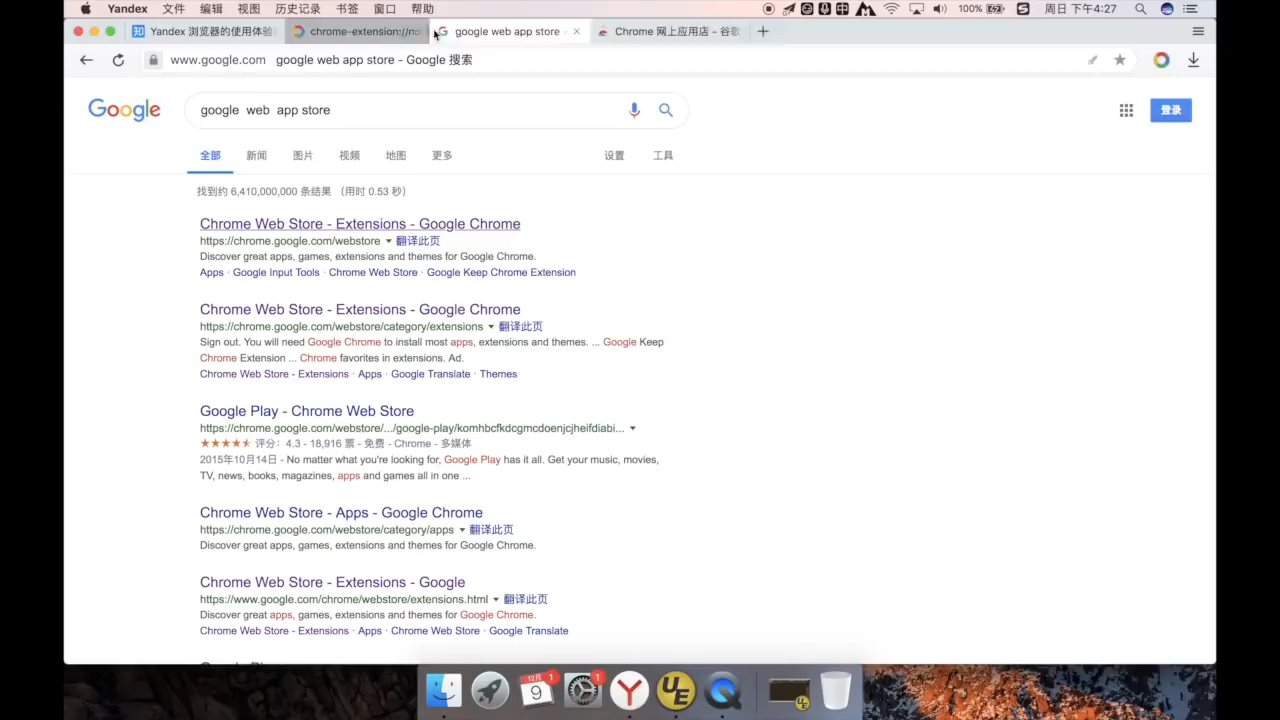 Yandex 文件 编辑 视图 历史记录 书签 窗口 帮助 100% 周日 下午4:27
Yandex 浏览器的使用体验 chrome-extension://no google web app store - Chrome 网上应用店 - 谷歌
www.google.com google web app store - Google 搜索
Google google web app store 登录
全部 新闻 图片 视频 地图 更多 设置 工具
找到约 6,410,000,000 条结果 （用时 0.53 秒）
Chrome Web Store - Extensions - Google Chrome
https://chrome.google.com/webstore 翻译此页
Discover great apps, games, extensions and themes for Google Chrome.
Apps · Google Input Tools · Chrome Web Store · Google Keep Chrome Extension
Chrome Web Store - Extensions - Google Chrome
https://chrome.google.com/webstore/category/extensions 翻译此页
Sign out. You will need Google Chrome to install most apps, extensions and themes. ... Google Keep
Chrome Extension ... Chrome favorites in extensions. Ad.
Chrome Web Store - Extensions · Apps · Google Translate · Themes
Google Play - Chrome Web Store
https://chrome.google.com/webstore/.../google-play/komhbcfkdcgmcdoenjcjheifdiabi...
评分：4.3 - 18,916 票 - 免费 - Chrome - 多媒体
2015年10月14日 - No matter what you're looking for, Google Play has it all. Get your music, movies,
TV, news, books, magazines, apps and games all in one ...
Chrome Web Store - Apps - Google Chrome
https://chrome.google.com/webstore/category/apps 翻译此页
Discover great apps, games, extensions and themes for Google Chrome.
Chrome Web Store - Extensions - Google
https://www.google.com/chrome/webstore/extensions.html 翻译此页
Discover great apps, games, extensions and themes for Google Chrome.
Chrome Web Store - Extensions · Apps · Chrome Web Store · Google Translate
12月 1 1
9 UE